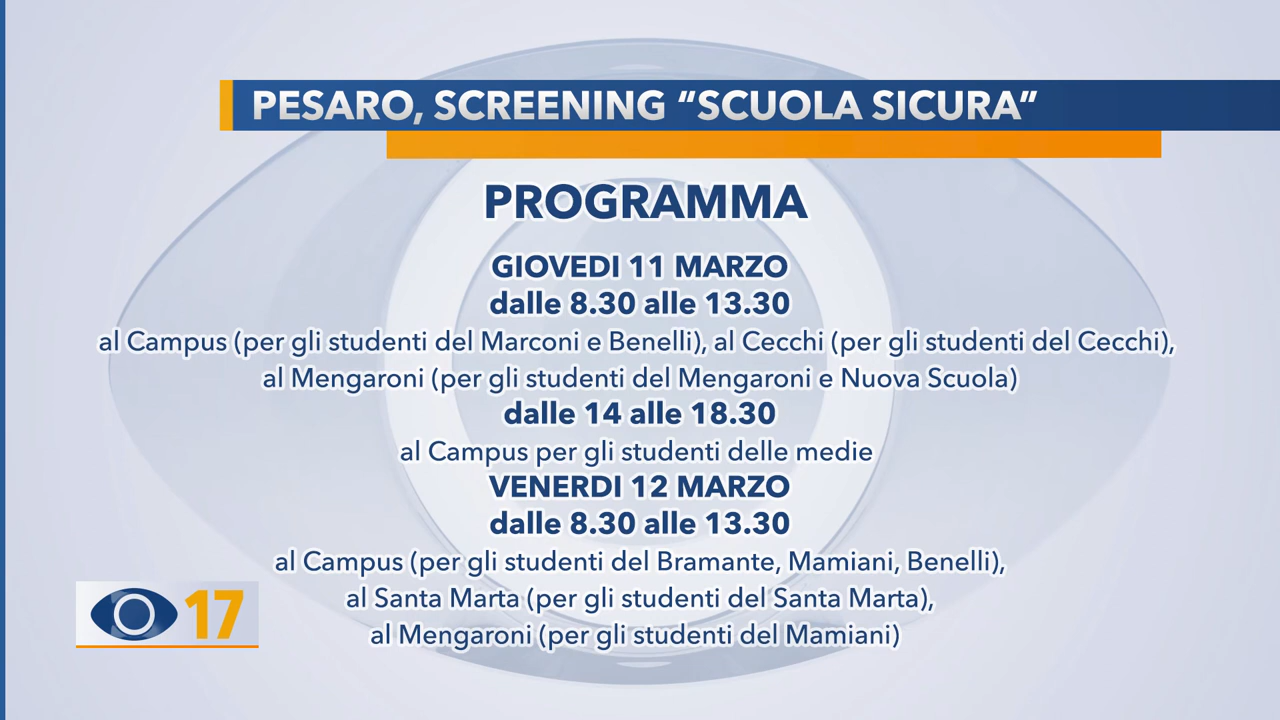 PESARO, SCREENING “SCUOLA SICURA”
PROGRAMMA
GIOVEDI 11 MARZO
dalle 8.30 alle 13.30
al Campus (per gli studenti del Marconi e Benelli), al Cecchi (per gli studenti del Cecchi),
al Mengaroni (per gli studenti del Mengaroni e Nuova Scuola)
dalle 14 alle 18.30
al Campus per gli studenti delle medie
VENERDI 12 MARZO
dalle 8.30 alle 13.30
al Campus (per gli studenti del Bramante, Mamiani, Benelli),
al Santa Marta (per gli studenti del Santa Marta),
al Mengaroni (per gli studenti del Mamiani)
17